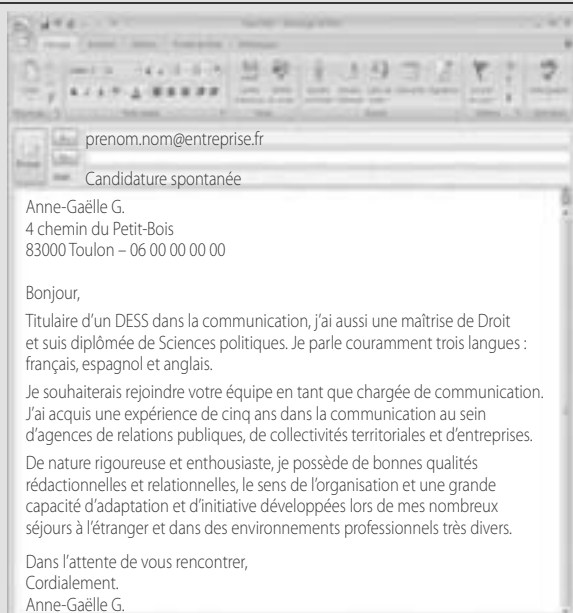 prenom.nom@entreprise.fr
Candidature spontanée
Anne-Gaëlle G.
4 chemin du Petit-Bois
83000 Toulon – 06 00 00 00 00
Bonjour,
Titulaire d’un DESS dans la communication, j’ai aussi une maîtrise de Droit
et suis diplômée de Sciences politiques. Je parle couramment trois langues :
français, espagnol et anglais.
Je souhaiterais rejoindre votre équipe en tant que chargée de communication.
J’ai acquis une expérience de cinq ans dans la communication au sein
d’agences de relations publiques, de collectivités territoriales et d’entreprises.
De nature rigoureuse et enthousiaste, je possède de bonnes qualités
rédactionnelles et relationnelles, le sens de l’organisation et une grande
capacité d’adaptation et d’initiative développées lors de mes nombreux
séjours à l’étranger et dans des environnements professionnels très divers.
Dans l’attente de vous rencontrer,
Cordialement.
Anne-Gaëlle G.